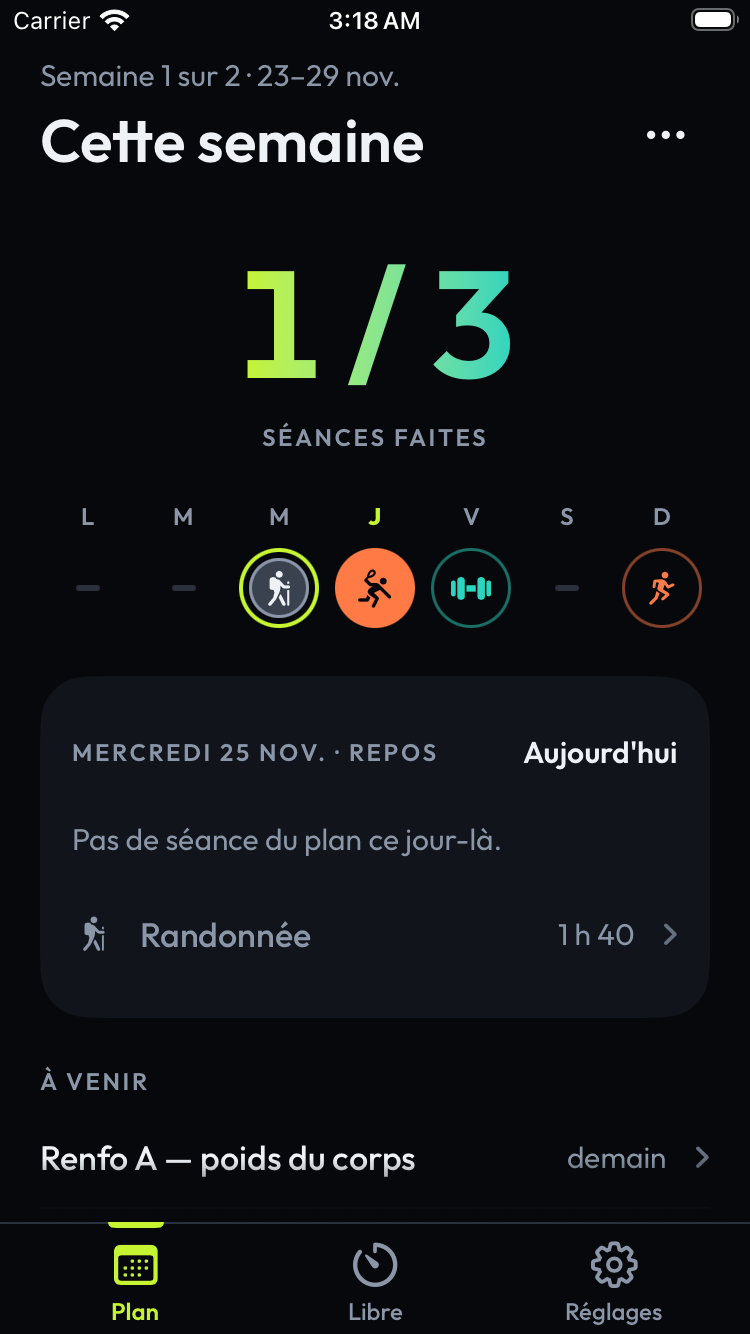 Carrier 3:18 AM
Semaine 1 sur 2 · 23–29 nov.
Cette semaine
1/3
SÉANCES FAITES
L M M J V S D
MERCREDI 25 NOV. · REPOS Aujourd'hui
Pas de séance du plan ce jour-là.
Randonnée 1 h 40
À VENIR
Renfo A — poids du corps demain
Plan Libre Réglages